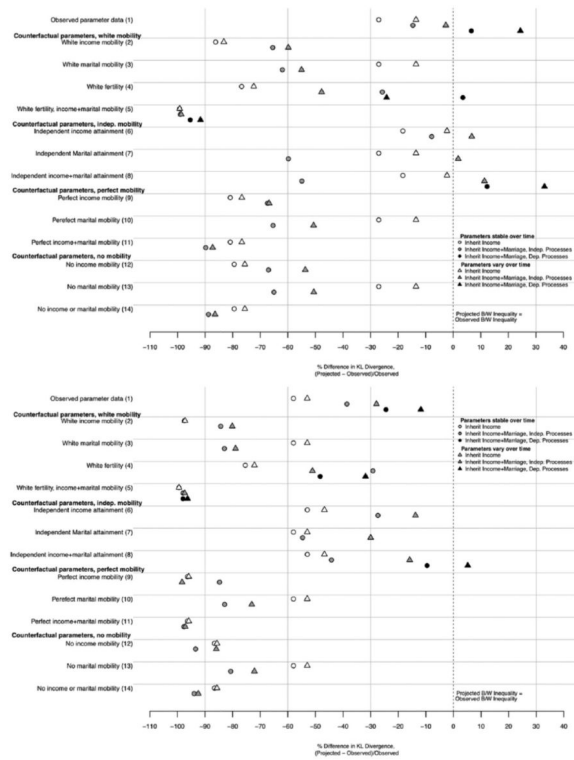 Observed parameter data (1)
Counterfactual parameters, white mobility
White income mobility (2)
White marital mobility (3)
White fertility (4)
White fertility, income+marital mobility (5)
Counterfactual parameters, indep. mobility
Independent income attainment (6)
Independent Marital attainment (7)
Independent income+marital attainment (8)
Counterfactual parameters, perfect mobility
Perfect income mobility (9)
Perefect marital mobility (10)
Perfect income+marital mobility (11)
Counterfactual parameters, no mobility
No income mobility (12)
No marital mobility (13)
No income or marital mobility (14)
Parameters stable over time
Inherit Income
Inherit Income+Marriage, Indep. Processes
Inherit Income+Marriage, Dep. Processes
Parameters vary over time
Inherit Income
Inherit Income+Marriage, Indep. Processes
Inherit Income+Marriage, Dep. Processes
Projected B/W Inequality =
Observed B/W Inequality
-110 -100 -90 -80 -70 -60 -50 -40 -30 -20 -10 0 10 20 30 40
% Difference in KL Divergence,
(Projected - Observed)/Observed
Observed parameter data (1)
Counterfactual parameters, white mobility
White income mobility (2)
White marital mobility (3)
White fertility (4)
White fertility, income+marital mobility (5)
Counterfactual parameters, indep. mobility
Independent income attainment (6)
Independent Marital attainment (7)
Independent income+marital attainment (8)
Counterfactual parameters, perfect mobility
Perfect income mobility (9)
Perefect marital mobility (10)
Perfect income+marital mobility (11)
Counterfactual parameters, no mobility
No income mobility (12)
No marital mobility (13)
No income or marital mobility (14)
Parameters stable over time
Inherit Income
Inherit Income+Marriage, Indep. Processes
Inherit Income+Marriage, Dep. Processes
Parameters vary over time
Inherit Income
Inherit Income+Marriage, Indep. Processes
Inherit Income+Marriage, Dep. Processes
Projected B/W Inequality =
Observed B/W Inequality
-110 -100 -90 -80 -70 -60 -50 -40 -30 -20 -10 0 10 20 30 40
% Difference in KL Divergence,
(Projected - Observed)/Observed